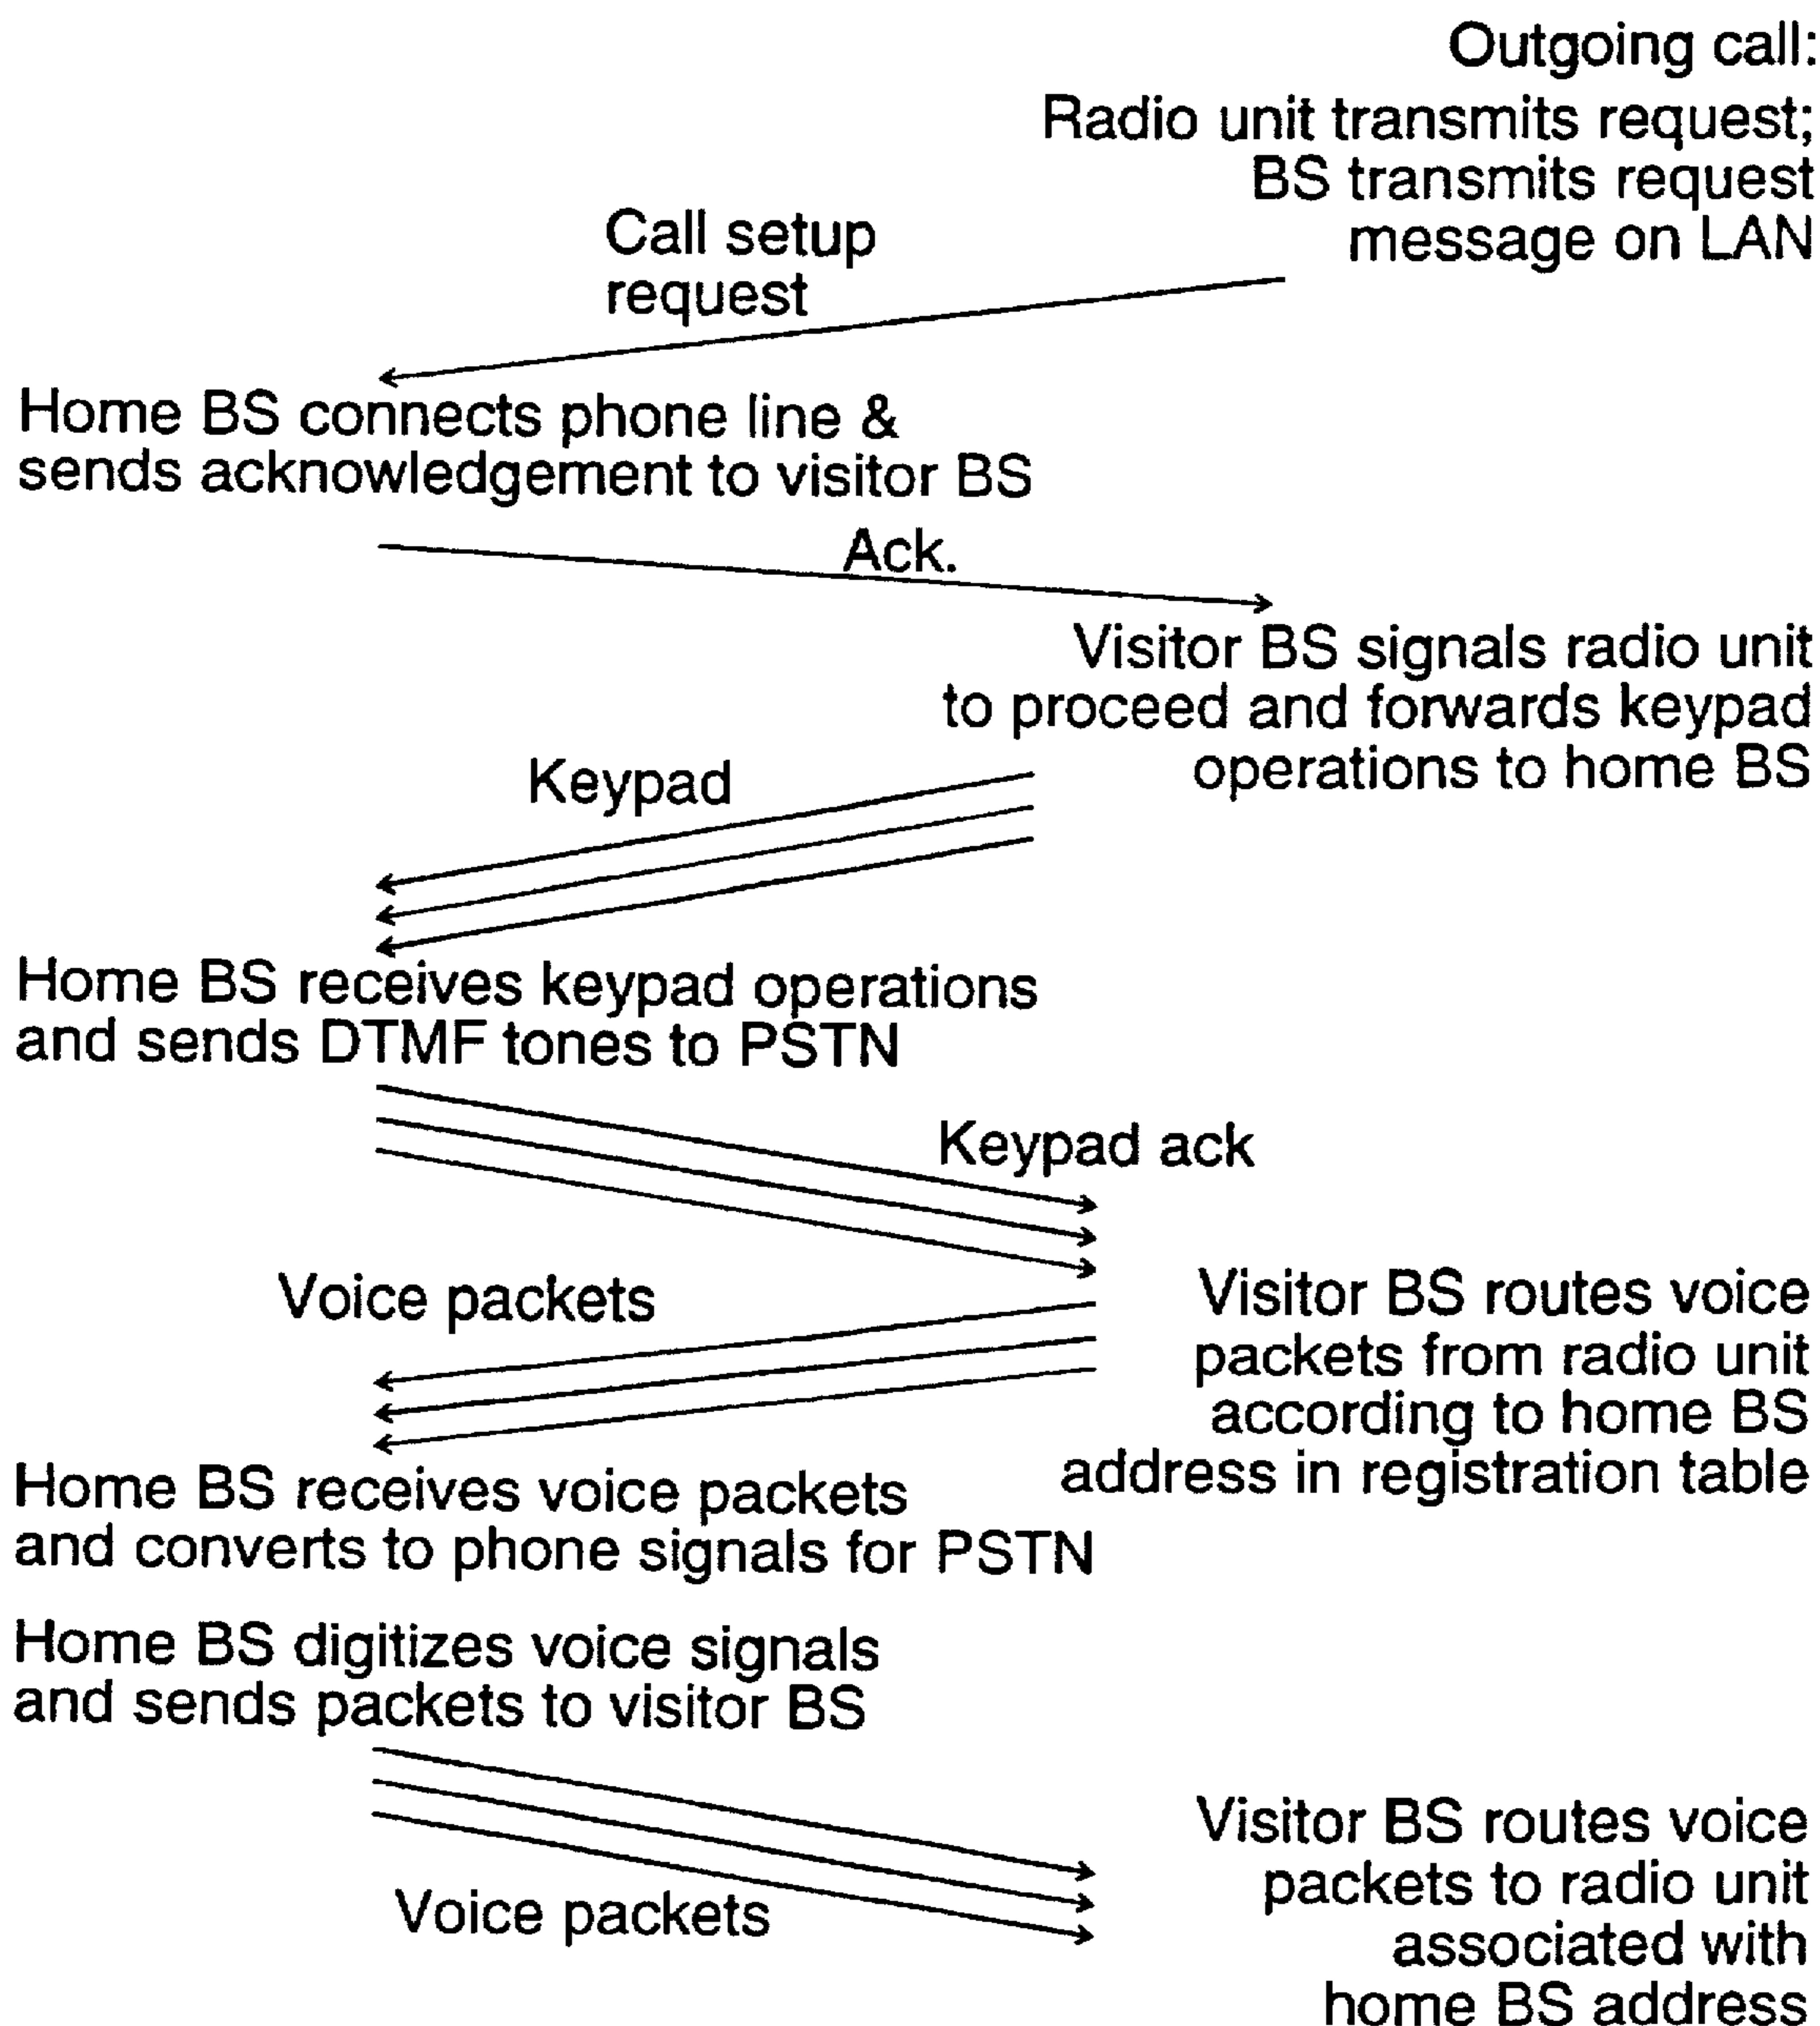 Outgoing call:
Radio unit transmits request;
BS transmits request
message on LAN
Call setup
request
Home BS connects phone line &
sends acknowledgement to visitor BS
Ack.
Visitor BS signals radio unit
to proceed and forwards keypad
operations to home BS
Keypad
Home BS receives keypad operations
and sends DTMF tones to PSTN
Keypad ack
Voice packets
Visitor BS routes voice
packets from radio unit
according to home BS
address in registration table
Home BS receives voice packets
and converts to phone signals for PSTN
Home BS digitizes voice signals
and sends packets to visitor BS
Voice packets
Visitor BS routes voice
packets to radio unit
associated with
home BS address